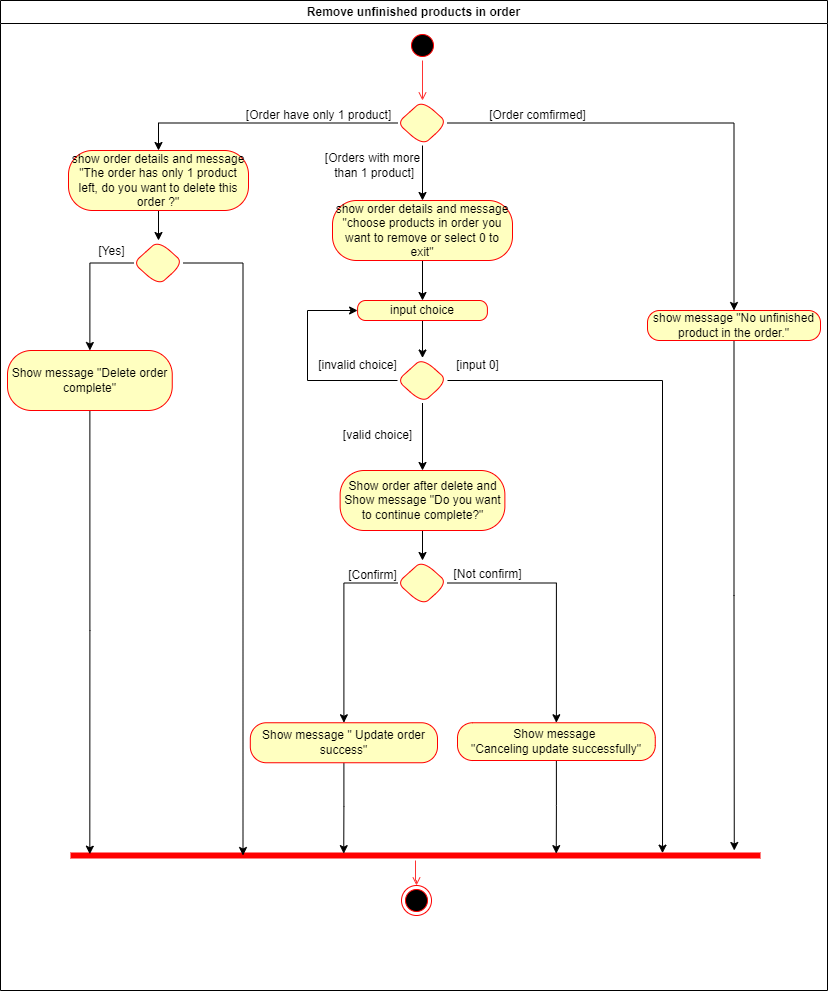 Remove unfinished products in order
[Order have only 1 product]
[Order comfirmed]
show order details and message
"The order has only 1 product
left, do you want to delete this
order ?"
[Orders with more
than 1 product]
show order details and message
"choose products in order you
want to remove or select 0 to
exit"
[Yes]
input choice
show message "No unfinished
product in the order."
[invalid choice]
[input 0]
Show message "Delete order
complete"
[valid choice]
Show order after delete and
Show message "Do you want
to continue complete?"
[Confirm]
[Not confirm]
Show message " Update order
success"
Show message
"Canceling update successfully"